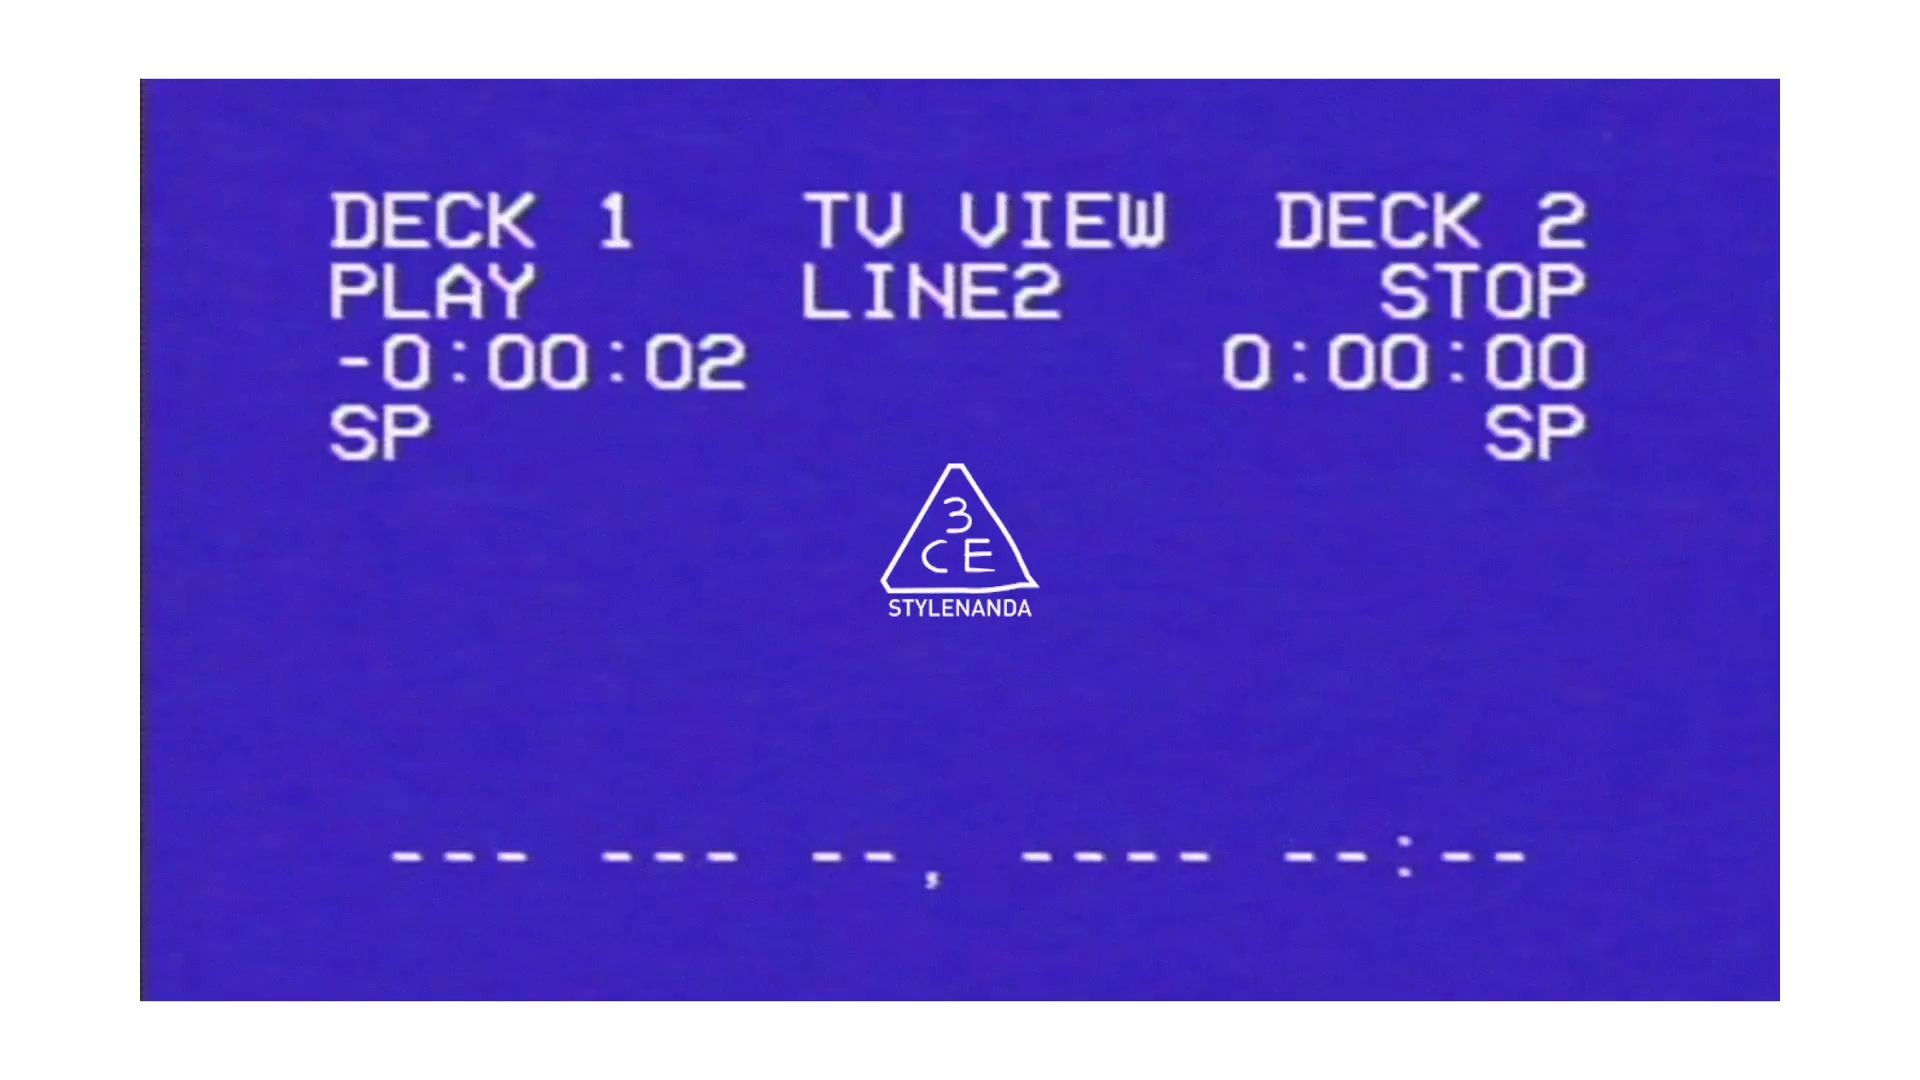 DECK 1 TV VIEW DECK 2
PLAY LINE2 STOP
-0:00:02 0:00:00
SP SP
3
CE
STYLENANDA
--- --- --, ---- --:--